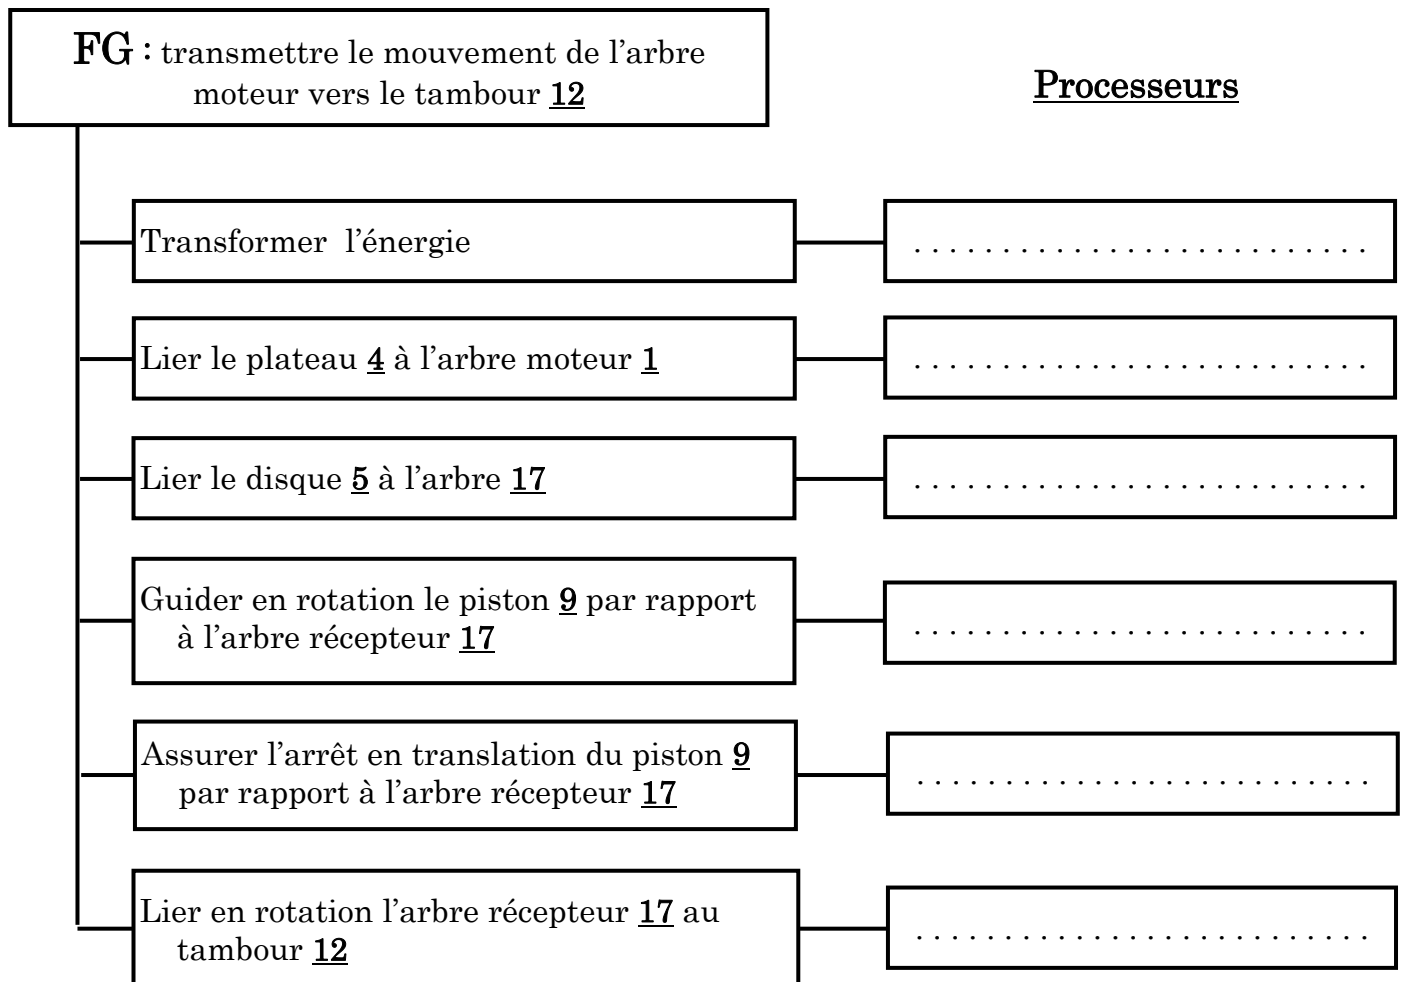 FG : transmettre le mouvement de l’arbre
moteur vers le tambour 12
Processeurs
Transformer l’énergie
. . . . . . . . . . . . . . . . . . . . . . . . . .
Lier le plateau 4 à l’arbre moteur 1
. . . . . . . . . . . . . . . . . . . . . . . . . .
Lier le disque 5 à l’arbre 17
. . . . . . . . . . . . . . . . . . . . . . . . . .
Guider en rotation le piston 9 par rapport
à l’arbre récepteur 17
. . . . . . . . . . . . . . . . . . . . . . . . . .
Assurer l’arrêt en translation du piston 9
par rapport à l’arbre récepteur 17
. . . . . . . . . . . . . . . . . . . . . . . . . .
Lier en rotation l’arbre récepteur 17 au
tambour 12
. . . . . . . . . . . . . . . . . . . . . . . . . .